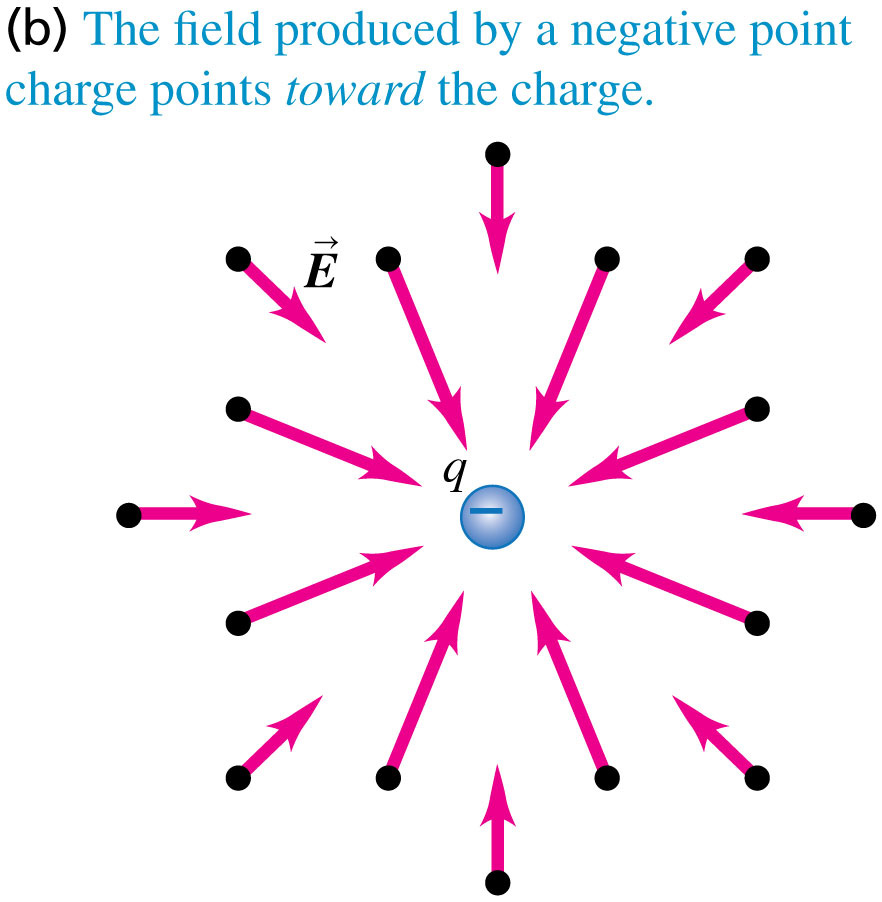 (b) The field produced by a negative point
charge points toward the charge.
E⃗
q
−